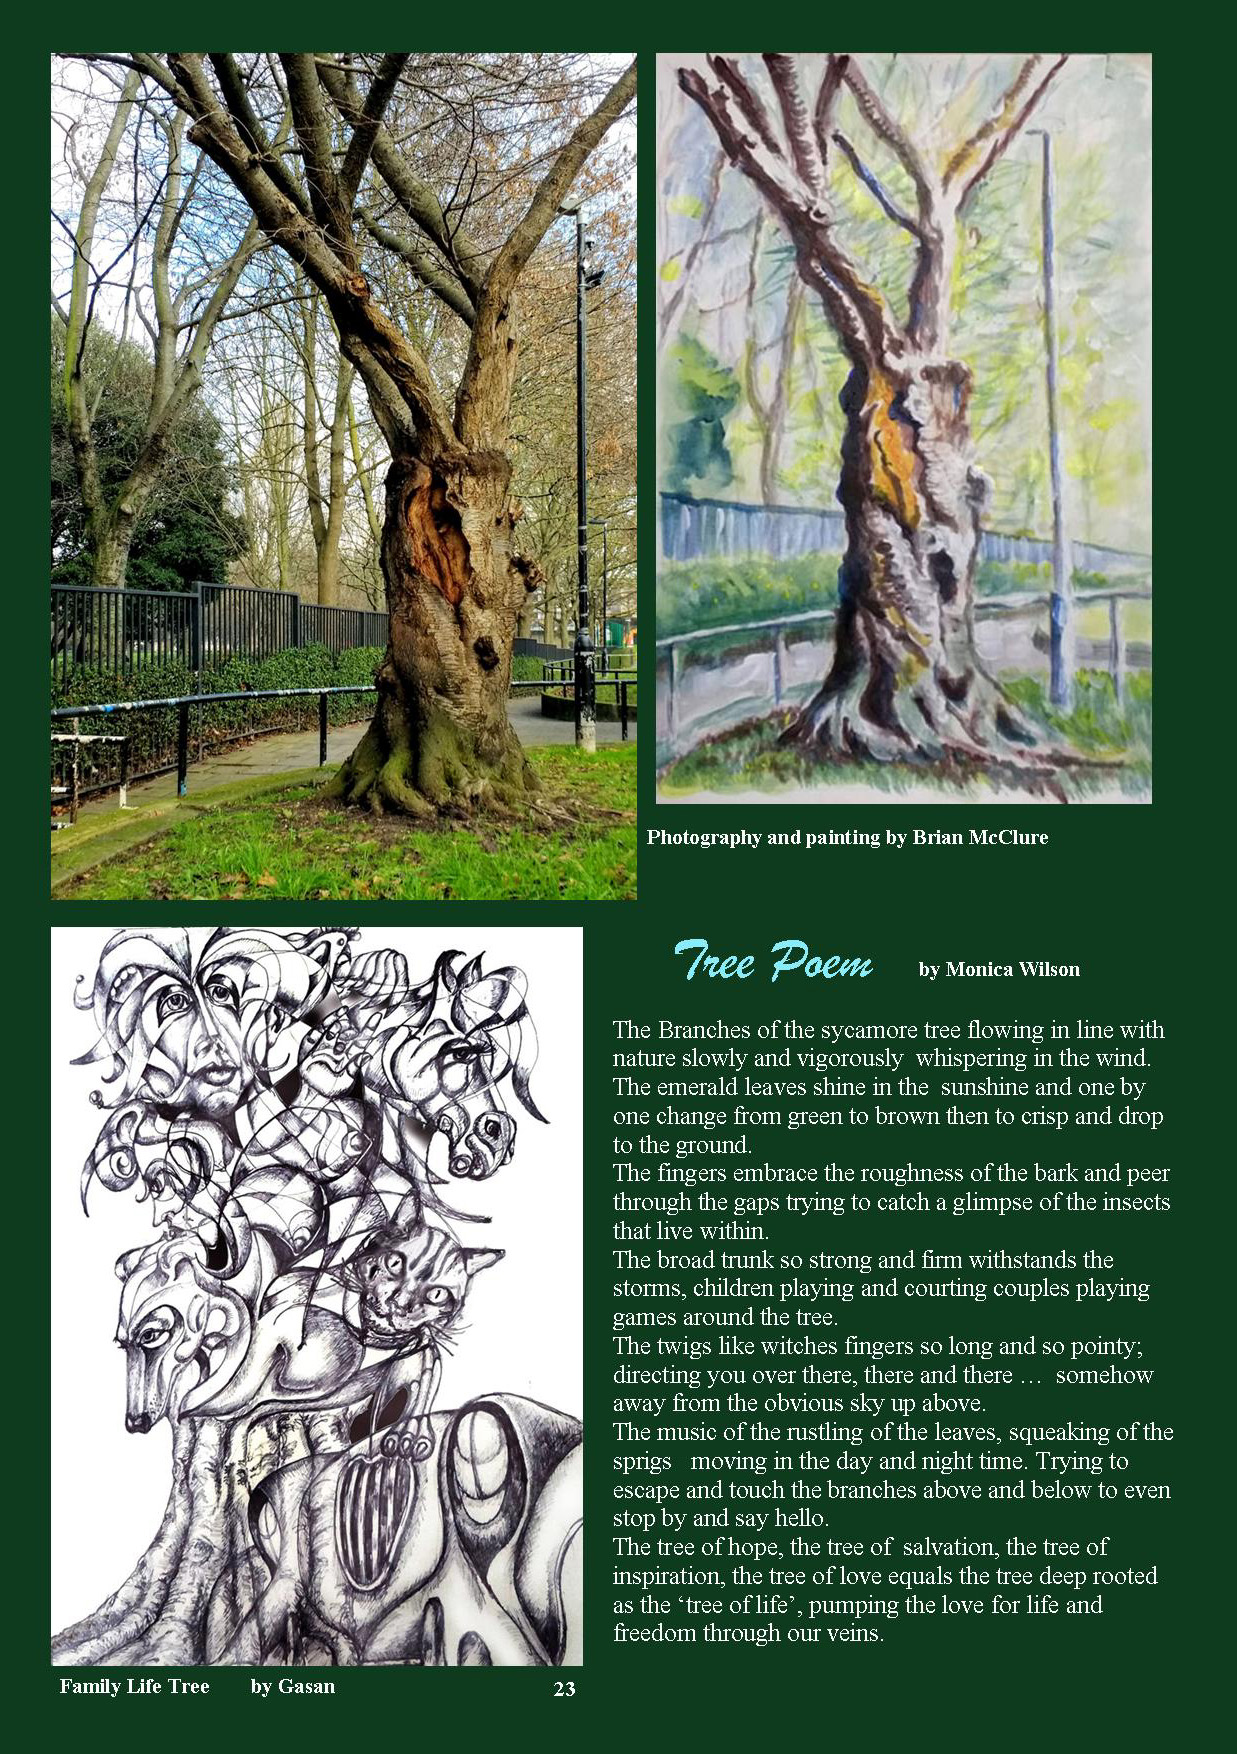 Photography and painting by Brian McClure
Tree Poem by Monica Wilson
The Branches of the sycamore tree flowing in line with
nature slowly and vigorously whispering in the wind.
The emerald leaves shine in the sunshine and one by
one change from green to brown then to crisp and drop
to the ground.
The fingers embrace the roughness of the bark and peer
through the gaps trying to catch a glimpse of the insects
that live within.
The broad trunk so strong and firm withstands the
storms, children playing and courting couples playing
games around the tree.
The twigs like witches fingers so long and so pointy;
directing you over there, there and there … somehow
away from the obvious sky up above.
The music of the rustling of the leaves, squeaking of the
sprigs moving in the day and night time. Trying to
escape and touch the branches above and below to even
stop by and say hello.
The tree of hope, the tree of salvation, the tree of
inspiration, the tree of love equals the tree deep rooted
as the ‘tree of life’, pumping the love for life and
freedom through our veins.
Family Life Tree by Gasan
23